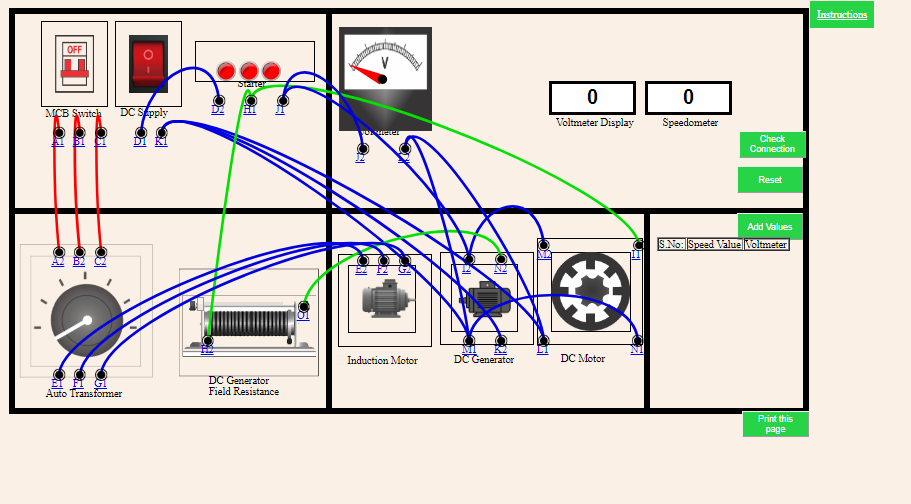 Instructions
OFF
V
MCB Switch
DC Supply
Starter
Voltmeter
0
0
Voltmeter Display
Speedometer
Check
Connection
Reset
D2
H1
J1
A1
B1
C1
D1
K1
J2
L2
Add Values
S.No:
Speed Value
Voltmeter
A2
B2
C2
E2
F2
G2
I2
N2
M2
I1
O1
H2
M1
K2
L1
N1
E1
F1
G1
Auto Transformer
DC Generator
Field Resistance
Induction Motor
DC Generator
DC Motor
Print this
page